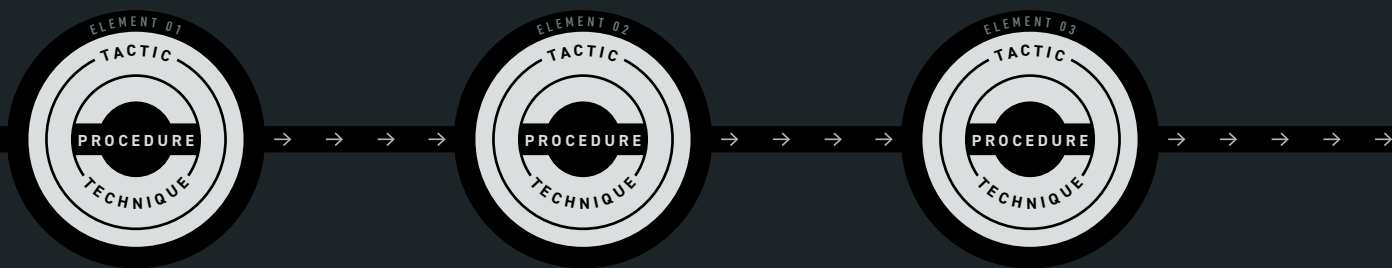 ELEMENT 01
TACTIC
PROCEDURE
TECHNIQUE
ELEMENT 02
TACTIC
PROCEDURE
TECHNIQUE
ELEMENT 03
TACTIC
PROCEDURE
TECHNIQUE